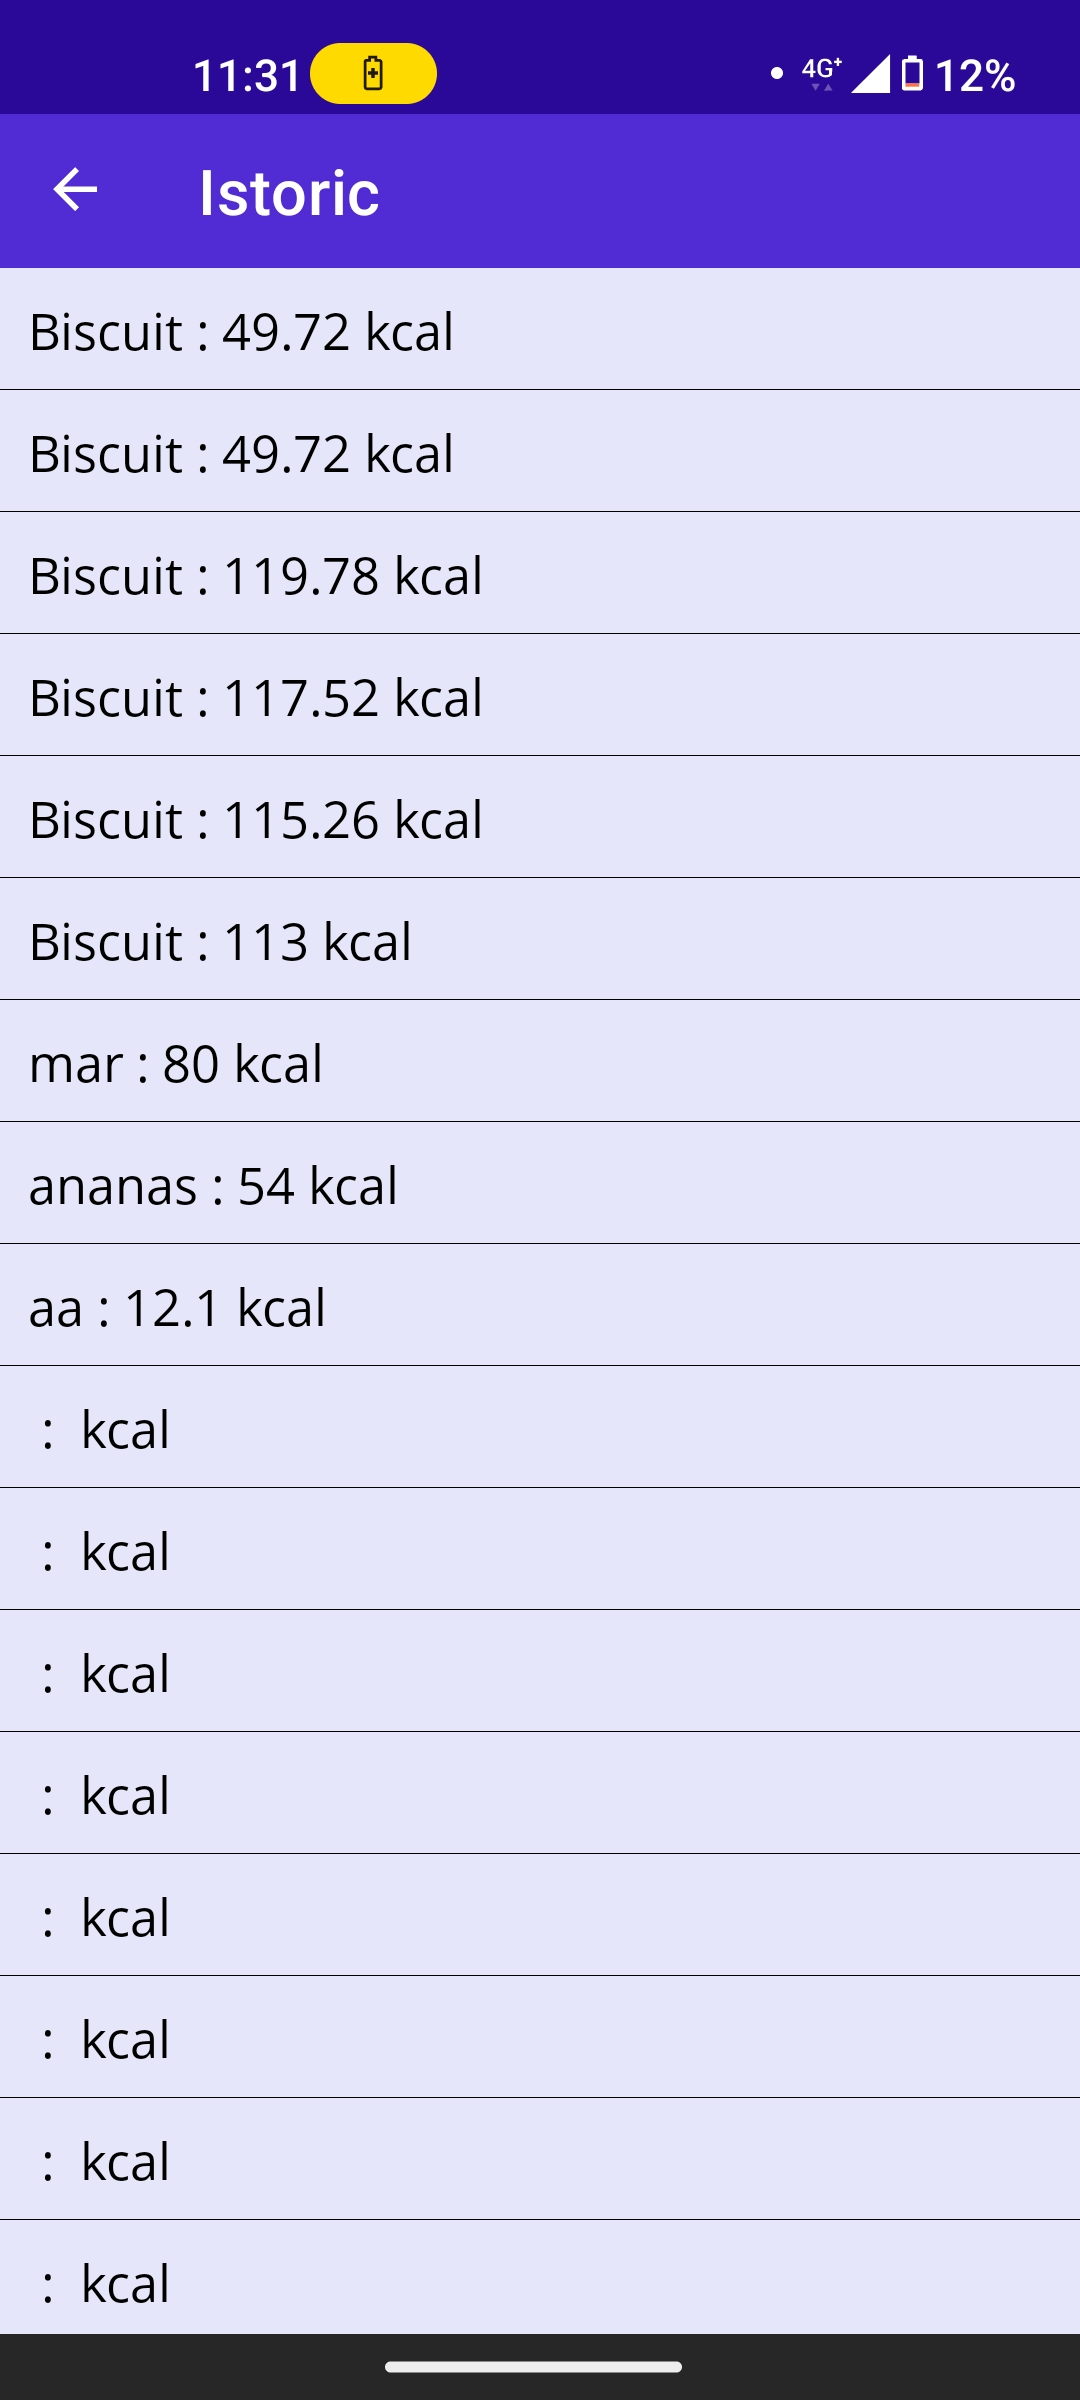 11:31 4G+ 12%
Istoric
Biscuit : 49.72 kcal
Biscuit : 49.72 kcal
Biscuit : 119.78 kcal
Biscuit : 117.52 kcal
Biscuit : 115.26 kcal
Biscuit : 113 kcal
mar : 80 kcal
ananas : 54 kcal
aa : 12.1 kcal
: kcal
: kcal
: kcal
: kcal
: kcal
: kcal
: kcal
: kcal